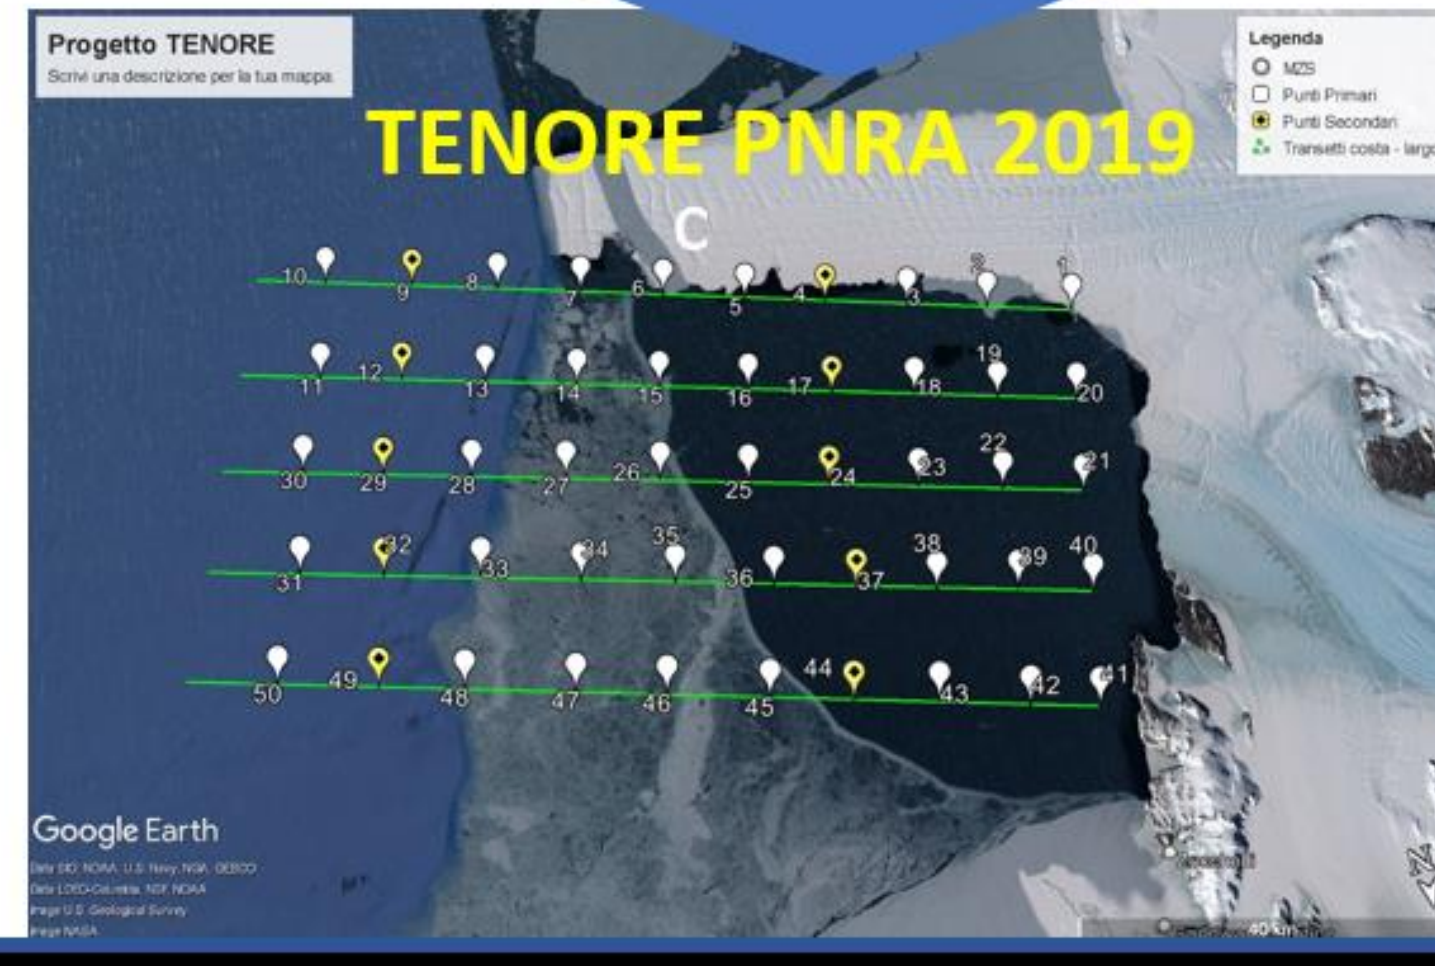 Progetto TENORE
Scrivi una descrizione per la tua mappa.
Legenda
MZS
Punti Primari
Punti Secondari
Transetti costa - largo
TENORE PNRA 2019
C
10 9 8 7 6 5 4 3 2 1
11 12 13 14 15 16 17 18 19 20
30 29 28 27 26 25 24 23 22 21
31 32 33 34 35 36 37 38 39 40
50 49 48 47 46 45 44 43 42 41
Google Earth
Data SIO, NOAA, U.S. Navy, NGA, GEBCO
Data LDEO-Columbia, NSF, NOAA
Image U.S. Geological Survey
Image NASA
40 km